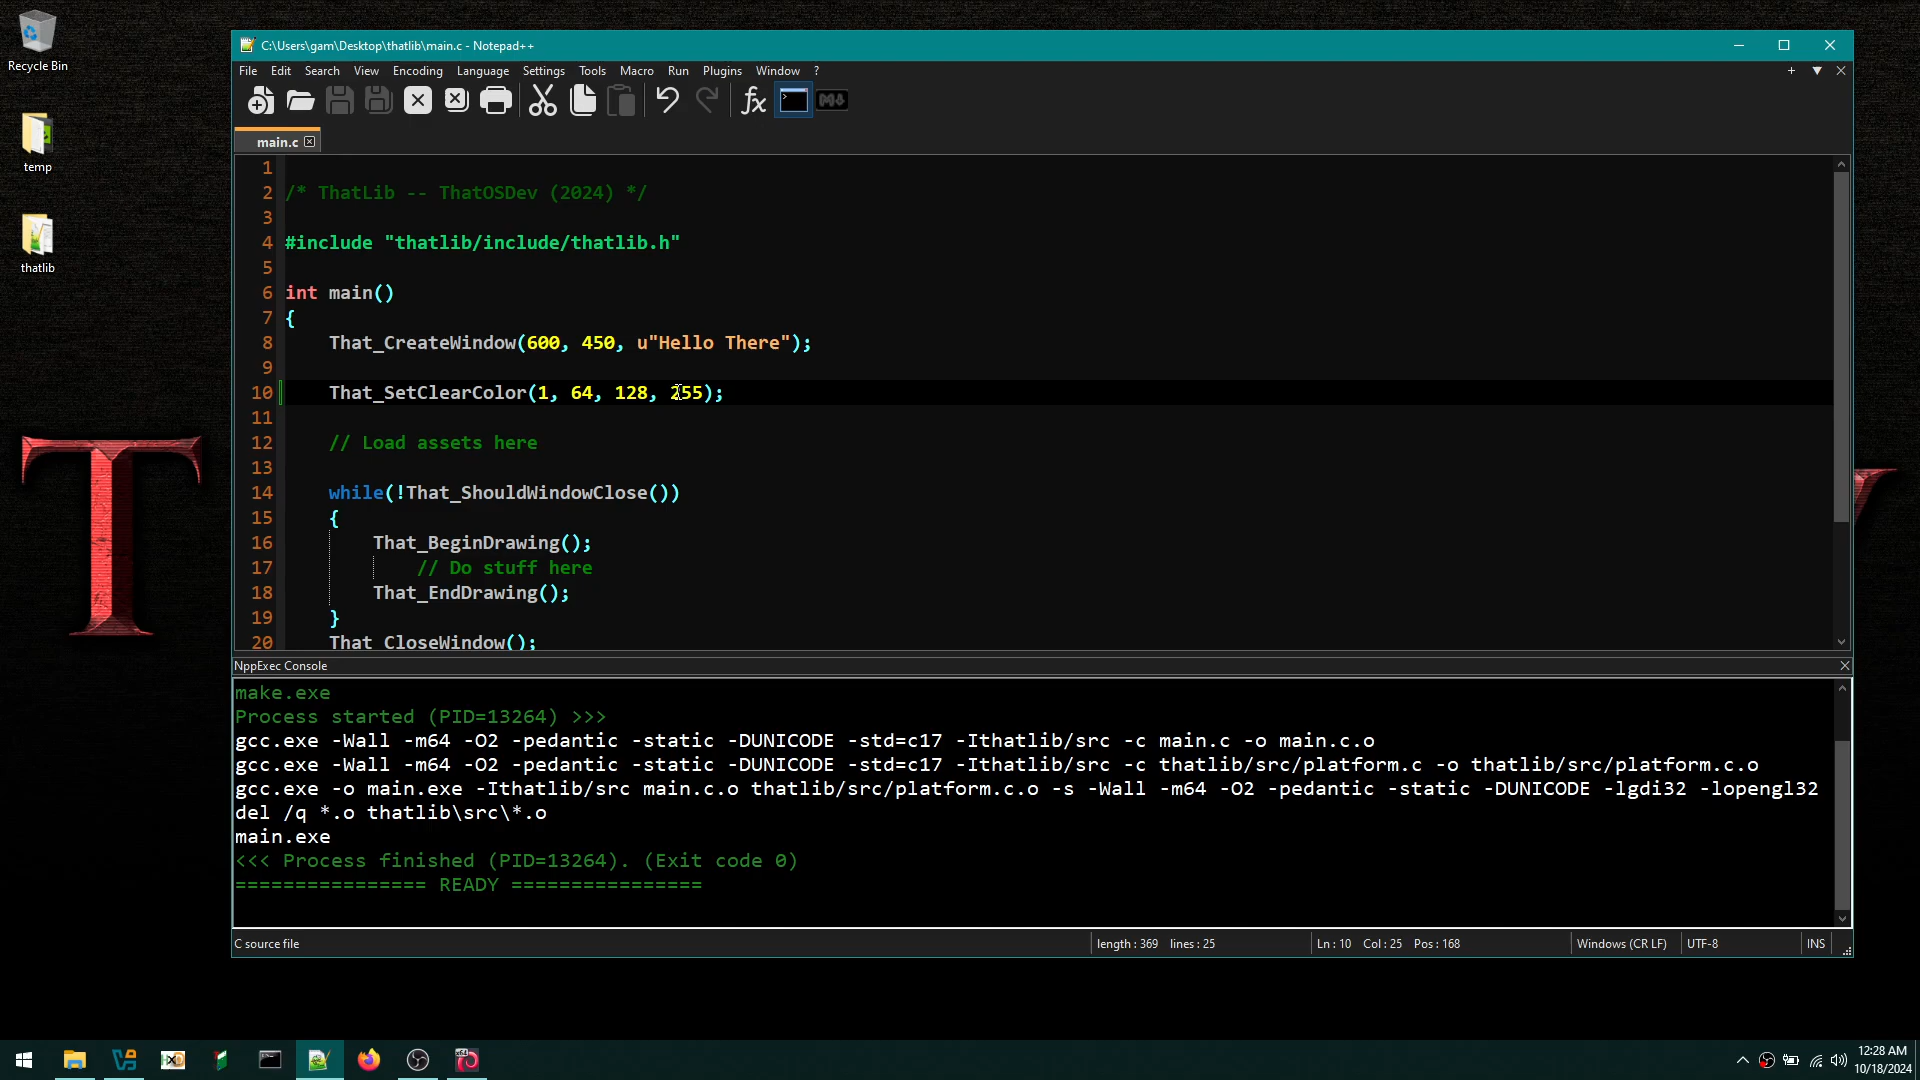 Recycle Bin
temp
thatlib
T
C:\Users\gam\Desktop\thatlib\main.c - Notepad++
File Edit Search View Encoding Language Settings Tools Macro Run Plugins Window ?
main.c
1
2 /* ThatLib -- ThatOSDev (2024) */
3
4 #include "thatlib/include/thatlib.h"
5
6 int main()
7 {
8 That_CreateWindow(600, 450, u"Hello There");
9
10 That_SetClearColor(1, 64, 128, 255);
11
12 // Load assets here
13
14 while(!That_ShouldWindowClose())
15 {
16 That_BeginDrawing();
17 // Do stuff here
18 That_EndDrawing();
19 }
20 That_CloseWindow();
NppExec Console
make.exe
Process started (PID=13264) >>>
gcc.exe -Wall -m64 -O2 -pedantic -static -DUNICODE -std=c17 -Ithatlib/src -c main.c -o main.c.o
gcc.exe -Wall -m64 -O2 -pedantic -static -DUNICODE -std=c17 -Ithatlib/src -c thatlib/src/platform.c -o thatlib/src/platform.c.o
gcc.exe -o main.exe -Ithatlib/src main.c.o thatlib/src/platform.c.o -s -Wall -m64 -O2 -pedantic -static -DUNICODE -lgdi32 -lopengl32
del /q *.o thatlib\src\*.o
main.exe
<<< Process finished (PID=13264). (Exit code 0)
================ READY ================
C source file length : 369 lines : 25 Ln : 10 Col : 25 Pos : 168 Windows (CR LF) UTF-8 INS
12:28 AM
10/18/2024